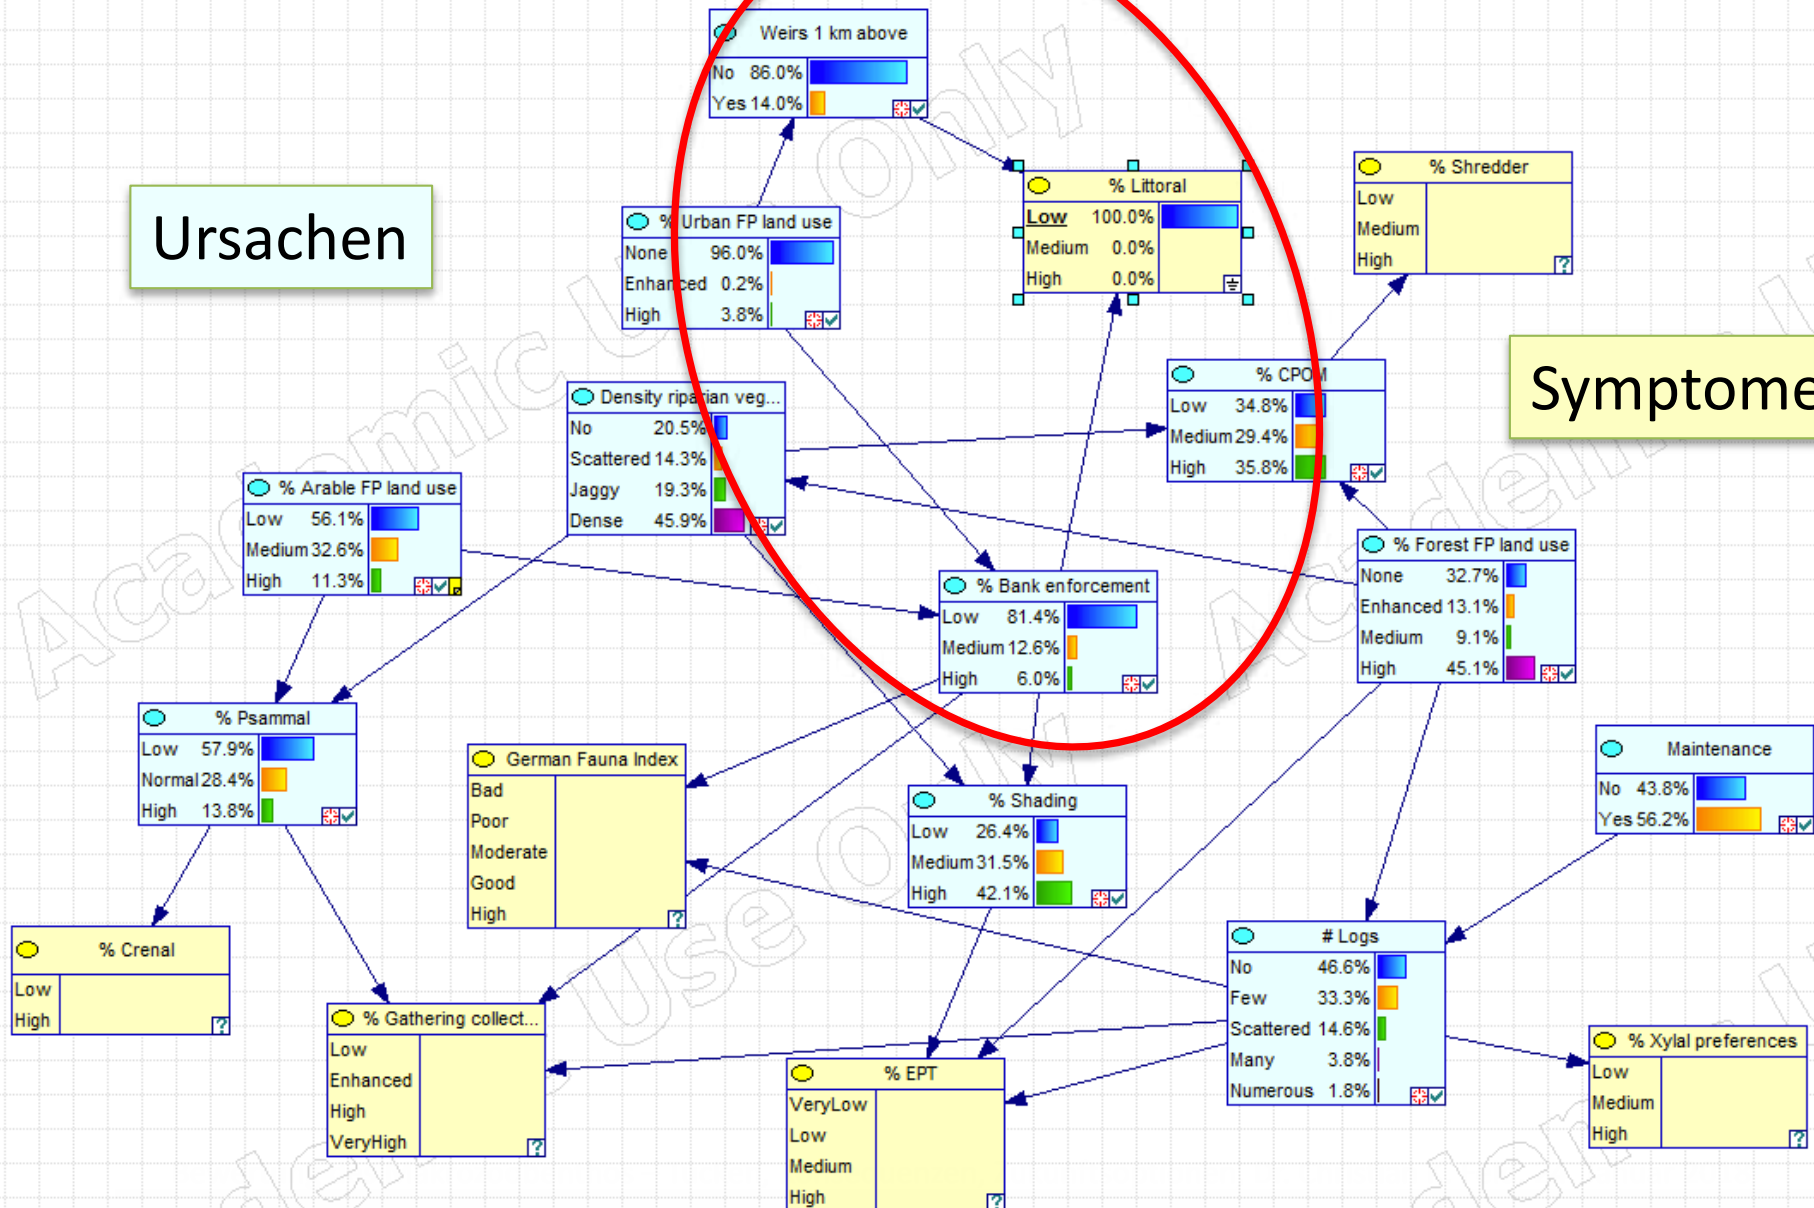 Weirs 1 km above
No 86.0%
Yes 14.0%
% Littoral
Low 100.0%
Medium 0.0%
High 0.0%
% Shredder
Low
Medium
High
Ursachen
% Urban FP land use
None 96.0%
Enhanced 0.2%
High 3.8%
Symptome
% CPOM
Low 34.8%
Medium 29.4%
High 35.8%
Density riparian veg...
No 20.5%
Scattered 14.3%
Jaggy 19.3%
Dense 45.9%
% Arable FP land use
Low 56.1%
Medium 32.6%
High 11.3%
% Forest FP land use
None 32.7%
Enhanced 13.1%
Medium 9.1%
High 45.1%
% Bank enforcement
Low 81.4%
Medium 12.6%
High 6.0%
% Psammal
Low 57.9%
Normal 28.4%
High 13.8%
German Fauna Index
Bad
Poor
Moderate
Good
High
% Shading
Low 26.4%
Medium 31.5%
High 42.1%
Maintenance
No 43.8%
Yes 56.2%
% Crenal
Low
High
# Logs
No 46.6%
Few 33.3%
Scattered 14.6%
Many 3.8%
Numerous 1.8%
% Gathering collect...
Low
Enhanced
High
VeryHigh
% EPT
VeryLow
Low
Medium
High
% Xylal preferences
Low
Medium
High
Academic Use Only